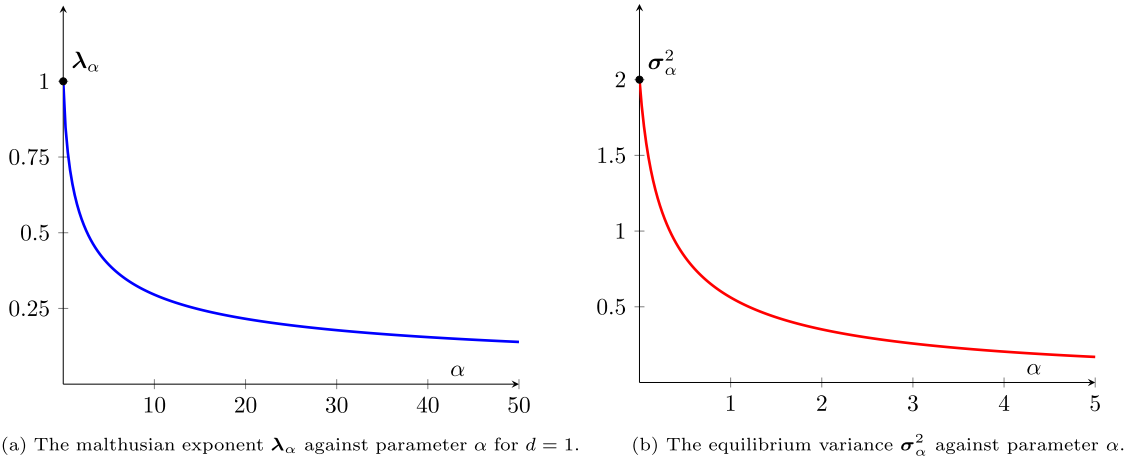 𝝀_α
1
0.75
0.5
0.25
α
10 20 30 40 50
(a) The malthusian exponent 𝝀_α against parameter α for d = 1.
𝝈²_α
2
1.5
1
0.5
α
1 2 3 4 5
(b) The equilibrium variance 𝝈²_α against parameter α.